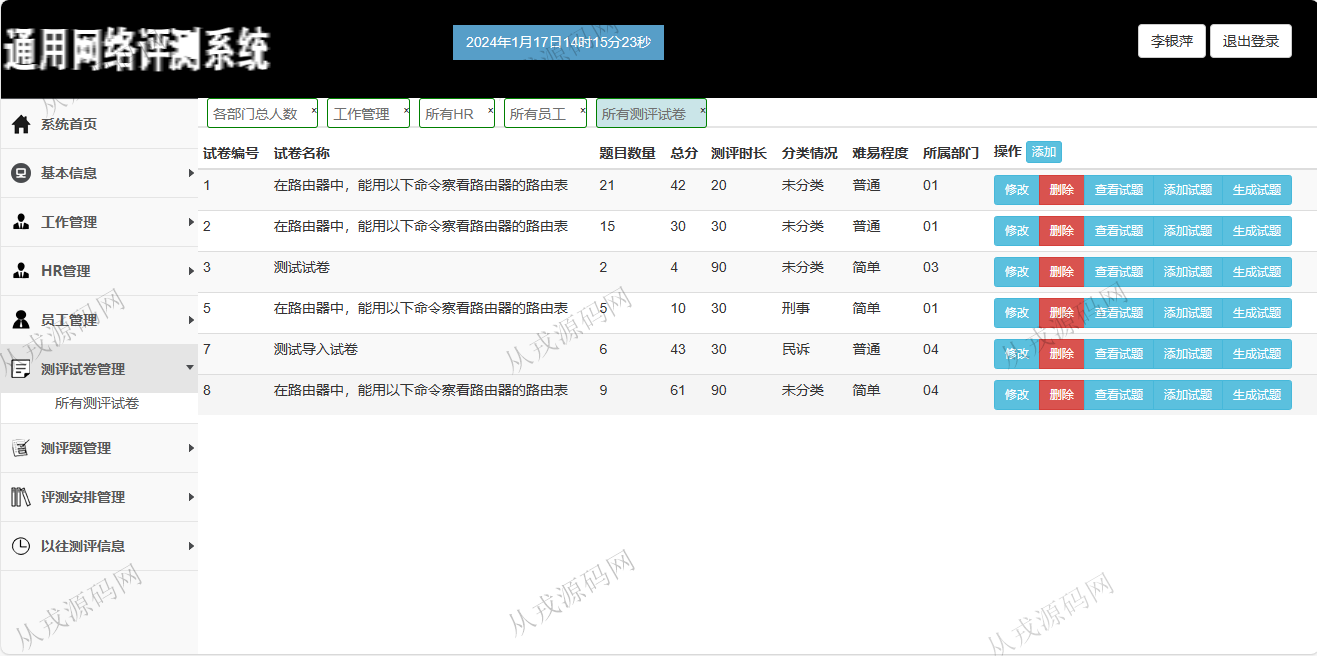 通用网络评测系统
2024年1月17日14时15分23秒
李银萍 退出登录
系统首页
基本信息
工作管理
HR管理
员工管理
测评试卷管理
所有测评试卷
测评题管理
评测安排管理
以往测评信息
各部门总人数 x 工作管理 x 所有HR x 所有员工 x 所有测评试卷 x
试卷编号 试卷名称 题目数量 总分 测评时长 分类情况 难易程度 所属部门 操作 添加
1 在路由器中，能用以下命令察看路由器的路由表 21 42 20 未分类 普通 01 修改 删除 查看试题 添加试题 生成试题
2 在路由器中，能用以下命令察看路由器的路由表 15 30 30 未分类 普通 01 修改 删除 查看试题 添加试题 生成试题
3 测试试卷 2 4 90 未分类 简单 03 修改 删除 查看试题 添加试题 生成试题
5 在路由器中，能用以下命令察看路由器的路由表 5 10 30 刑事 简单 01 修改 删除 查看试题 添加试题 生成试题
7 测试导入试卷 6 43 30 民诉 普通 04 修改 删除 查看试题 添加试题 生成试题
8 在路由器中，能用以下命令察看路由器的路由表 9 61 90 未分类 简单 04 修改 删除 查看试题 添加试题 生成试题
从戎源码网
从戎源码网
从戎源码网
从戎源码网
从戎源码网
从戎源码网